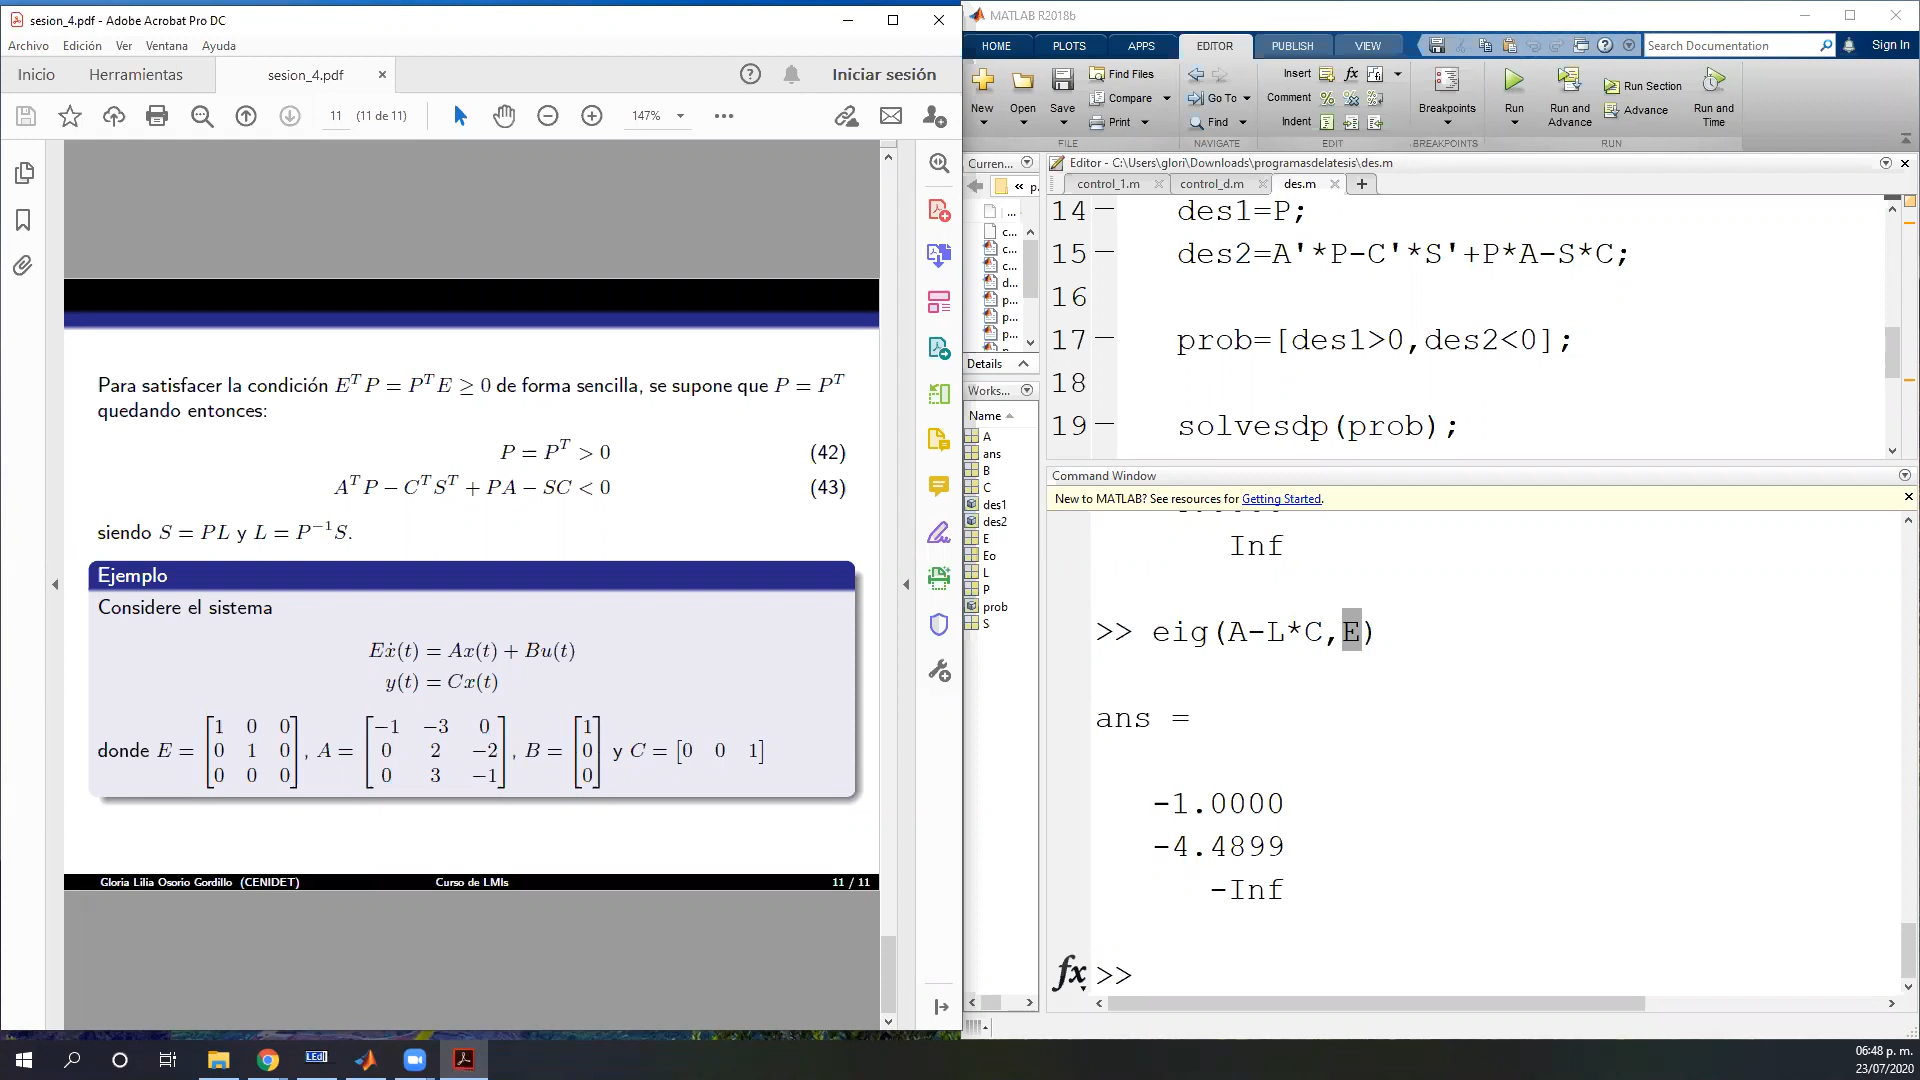 sesion_4.pdf - Adobe Acrobat Pro DC
Archivo Edición Ver Ventana Ayuda
Inicio Herramientas sesion_4.pdf × Iniciar sesión
11 (11 de 11) 147%
Para satisfacer la condición E^T P = P^T E ≥ 0 de forma sencilla, se supone que P = P^T
quedando entonces:
P = P^T > 0 (42)
A^T P − C^T S^T + PA − SC < 0 (43)
siendo S = PL y L = P^−1 S.
Ejemplo
Considere el sistema
Eẋ(t) = Ax(t) + Bu(t)
y(t) = Cx(t)
donde E = [1 0 0; 0 1 0; 0 0 0], A = [−1 −3 0; 0 2 −2; 0 3 −1], B = [1; 0; 0] y C = [0 0 1]
Gloria Lilia Osorio Gordillo (CENIDET) Curso de LMIs 11 / 11
MATLAB R2018b
HOME PLOTS APPS EDITOR PUBLISH VIEW Search Documentation Sign In
New Open Save Find Files Compare Print Go To Find Insert fx Comment Indent Breakpoints Run Run and Advance Run Section Advance Run and Time
FILE NAVIGATE EDIT BREAKPOINTS RUN
Curren...
« p.
...
c...
c...
c...
c...
d...
p...
p...
p...
Details
Works...
Name
A
ans
B
C
des1
des2
E
Eo
L
P
prob
S
Editor - C:\Users\glori\Downloads\programasdelatesis\des.m
control_1.m × control_d.m × des.m × +
14 — des1=P;
15 — des2=A'*P-C'*S'+P*A-S*C;
16
17 — prob=[des1>0,des2<0];
18
19 — solvesdp(prob);
Command Window
New to MATLAB? See resources for Getting Started.
Inf
>> eig(A-L*C,E)
ans =
-1.0000
-4.4899
-Inf
fx >>
LEdi
06:48 p. m.
23/07/2020